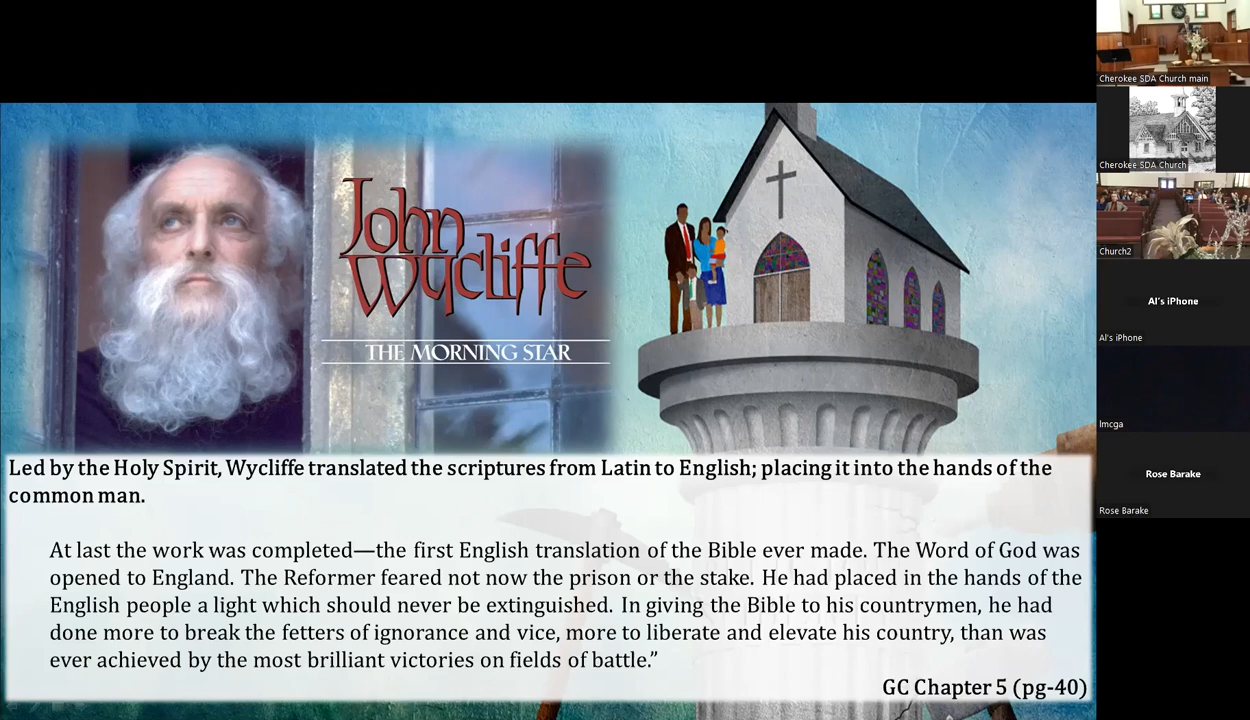 John
Wycliffe
THE MORNING STAR
Led by the Holy Spirit, Wycliffe translated the scriptures from Latin to English; placing it into the hands of the
common man.
At last the work was completed—the first English translation of the Bible ever made. The Word of God was
opened to England. The Reformer feared not now the prison or the stake. He had placed in the hands of the
English people a light which should never be extinguished. In giving the Bible to his countrymen, he had
done more to break the fetters of ignorance and vice, more to liberate and elevate his country, than was
ever achieved by the most brilliant victories on fields of battle.”
GC Chapter 5 (pg-40)
Cherokee SDA Church main
Cherokee SDA Church
Church2
Al's iPhone
Al's iPhone
lmcga
Rose Barake
Rose Barake